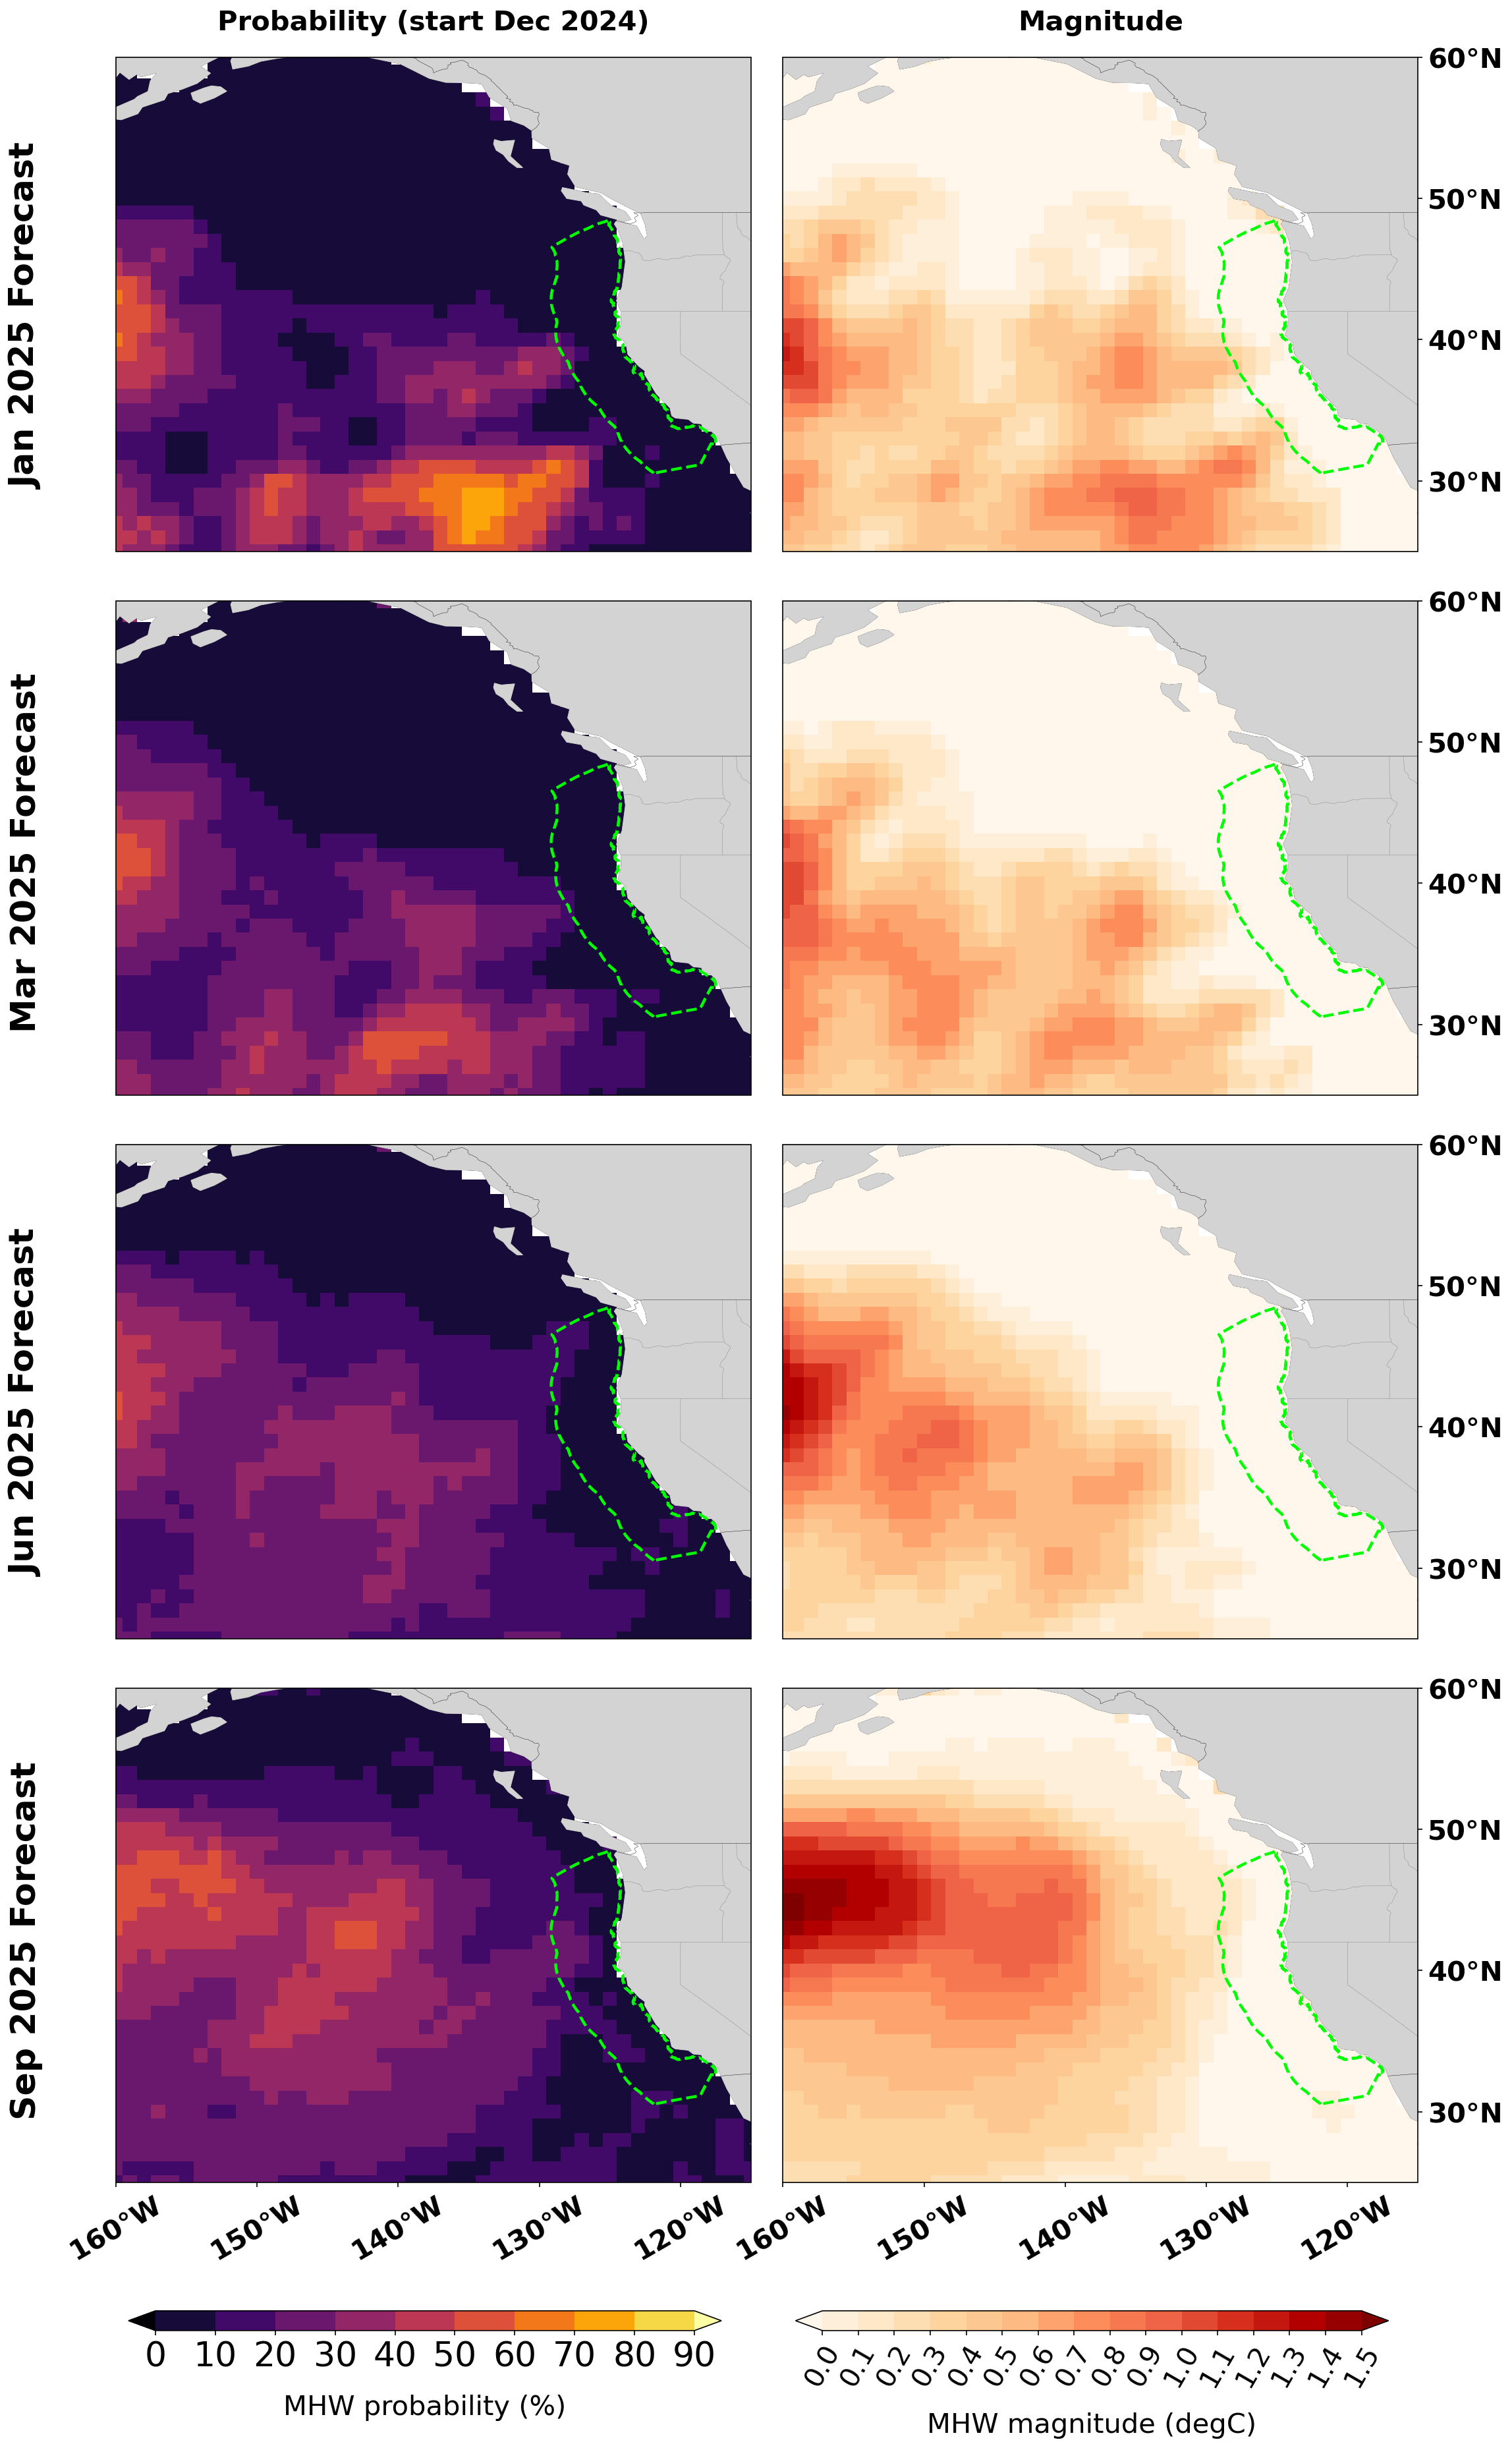 Probability (start Dec 2024)
Magnitude
Jan 2025 Forecast
60°N
50°N
40°N
30°N
Mar 2025 Forecast
60°N
50°N
40°N
30°N
Jun 2025 Forecast
60°N
50°N
40°N
30°N
Sep 2025 Forecast
60°N
50°N
40°N
30°N
160°W 150°W 140°W 130°W 120°W
160°W 150°W 140°W 130°W 120°W
0 10 20 30 40 50 60 70 80 90
MHW probability (%)
0.0 0.1 0.2 0.3 0.4 0.5 0.6 0.7 0.8 0.9 1.0 1.1 1.2 1.3 1.4 1.5
MHW magnitude (degC)